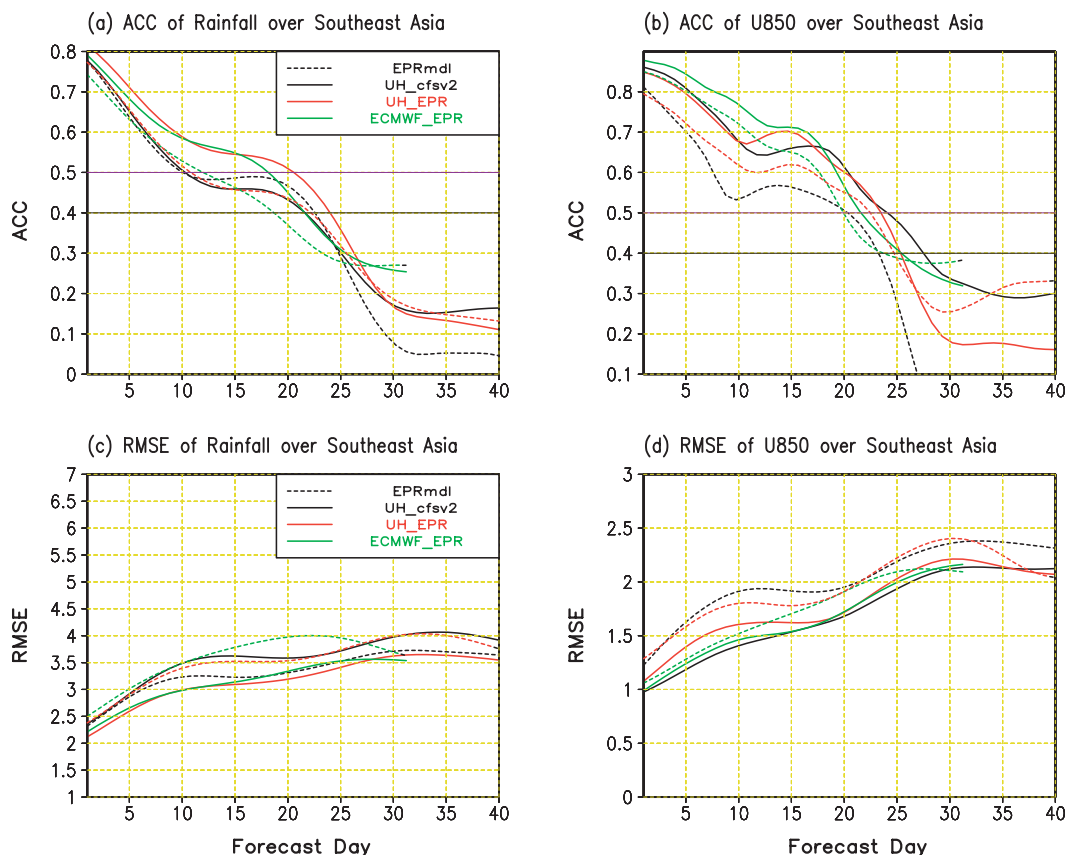 (a) ACC of Rainfall over Southeast Asia
0.8
0.7
0.6
0.5
0.4
0.3
0.2
0.1
0
ACC
EPRmdl
UH_cfsv2
UH_EPR
ECMWF_EPR
5 10 15 20 25 30 35 40
(b) ACC of U850 over Southeast Asia
0.8
0.7
0.6
0.5
0.4
0.3
0.2
0.1
ACC
5 10 15 20 25 30 35 40
(c) RMSE of Rainfall over Southeast Asia
7
6.5
6
5.5
5
4.5
4
3.5
3
2.5
2
1.5
1
RMSE
EPRmdl
UH_cfsv2
UH_EPR
ECMWF_EPR
5 10 15 20 25 30 35 40
Forecast Day
(d) RMSE of U850 over Southeast Asia
3
2.5
2
1.5
1
0.5
0
RMSE
5 10 15 20 25 30 35 40
Forecast Day